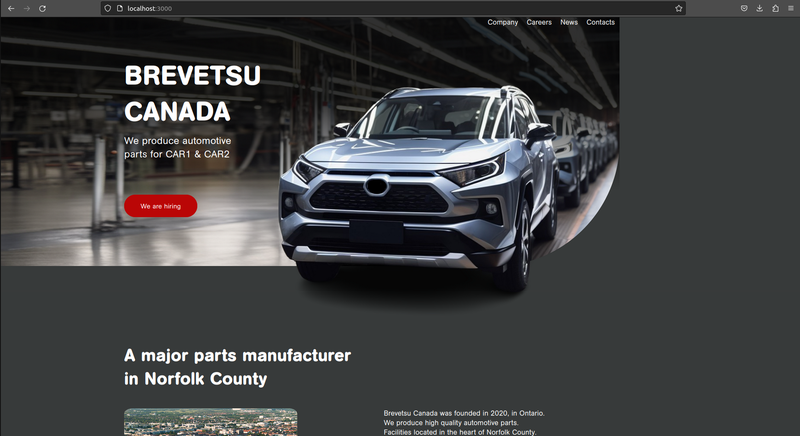 localhost:3000
Company Careers News Contacts
BREVETSU
CANADA
We produce automotive
parts for CAR1 & CAR2
We are hiring
A major parts manufacturer
in Norfolk County
Brevetsu Canada was founded in 2020, in Ontario.
We produce high quality automotive parts.
Facilities located in the heart of Norfolk County.